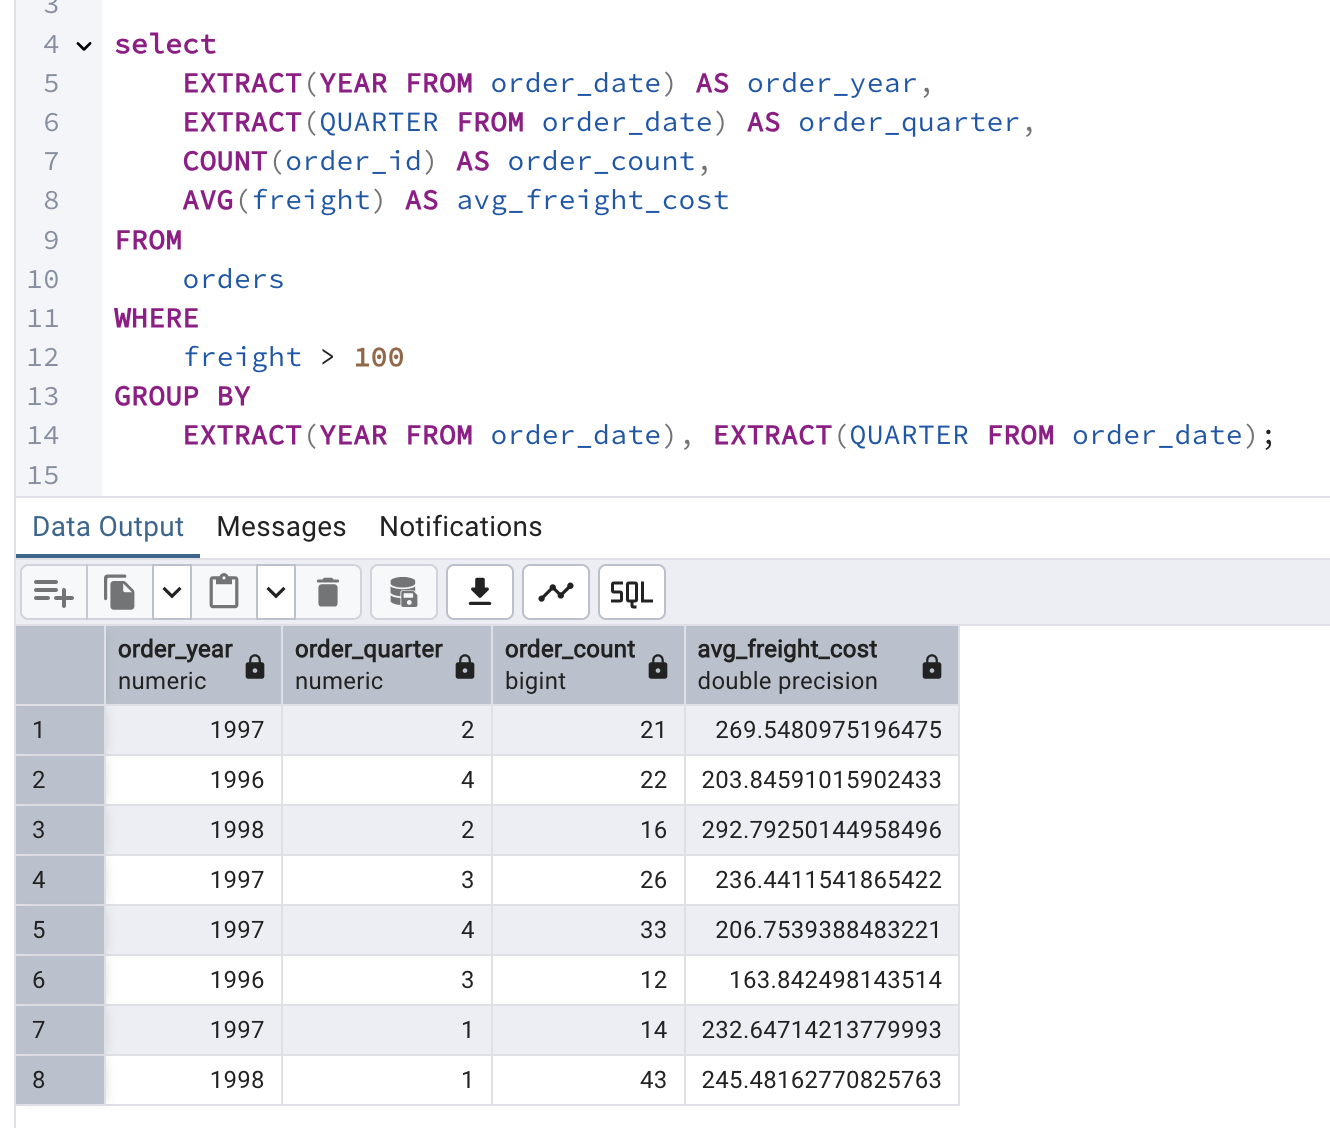 3
4 select
5 EXTRACT(YEAR FROM order_date) AS order_year,
6 EXTRACT(QUARTER FROM order_date) AS order_quarter,
7 COUNT(order_id) AS order_count,
8 AVG(freight) AS avg_freight_cost
9 FROM
10 orders
11 WHERE
12 freight > 100
13 GROUP BY
14 EXTRACT(YEAR FROM order_date), EXTRACT(QUARTER FROM order_date);
15
Data Output Messages Notifications
SQL
order_year order_quarter order_count avg_freight_cost
numeric numeric bigint double precision
1 1997 2 21 269.5480975196475
2 1996 4 22 203.84591015902433
3 1998 2 16 292.79250144958496
4 1997 3 26 236.4411541865422
5 1997 4 33 206.7539388483221
6 1996 3 12 163.842498143514
7 1997 1 14 232.64714213779993
8 1998 1 43 245.48162770825763